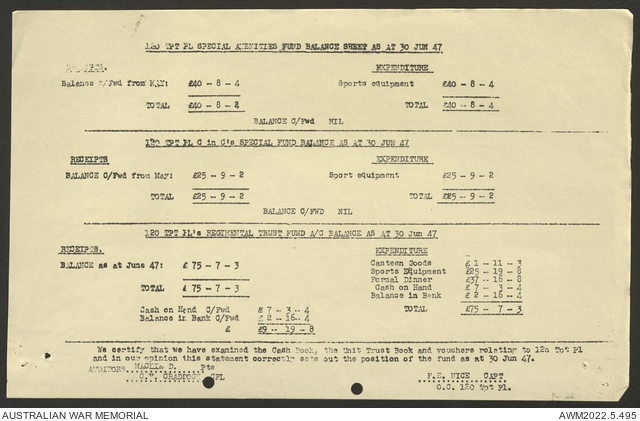 120 TPT PL SPECIAL AMENITIES FUND BALANCE SHEET AS AT 30 JUN 47
RECEIPTS. EXPENDITURE
Balance C/Fwd from MAY: £40 - 8 - 4 Sports equipment £40 - 8 - 4
TOTAL £40 - 8 - 4 TOTAL £40 - 8 - 4
BALANCE C/Fwd NIL
120 TPT PL C in C's SPECIAL FUND BALANCE AS AT 30 JUN 47
RECEIPTS EXPENDITURE
BALANCE C/Fwd from May: £25 - 9 - 2 Sport equipment £25 - 9 - 2
TOTAL £25 - 9 - 2 TOTAL £25 - 9 - 2
BALANCE C/FWD NIL
120 TPT PL's REGIMENTAL TRUST FUND A/C BALANCE AS AT 30 Jun 47
RECEIPTS. EXPENDITURE
BALANCE as at June 47: £ 75 - 7 - 3 Canteen Goods £ 1 - 11 - 3
Sports Equipment £25 - 19 - 8
Formal Dinner £37 - 16 - 8
TOTAL £ 75 - 7 - 3 Cash on Hand £ 7 - 3 - 4
Balance in Bank £ 2 - 16 - 4
Cash on Hand C/Fwd £ 7 - 3 - 4 TOTAL £75 - 7 - 3
Balance in Bank C/Fwd £ 2 - 16 - 4
£ £9 - 19 - 8
We certify that we have examined the Cash Book, the Unit Trust Book and vouchers relating to 120 Tpt Pl
and in our opinion this statement correctly sets out the position of the fund as at 30 Jun 47.
AUDITORS D. Pte
CRADDOCK CPL F.E. NICE CAPT
O.C. 120 Tpt Pl.
AUSTRALIAN WAR MEMORIAL AWM2022.5.495